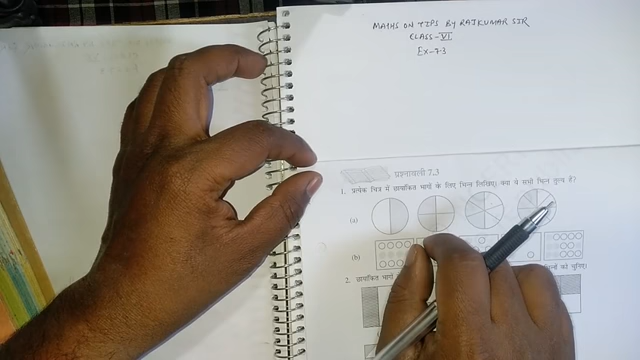 MATHS ON TIPS BY RAJKUMAR SIR
CLASS-VI
Ex-7.3
प्रश्नावली 7.3
1. प्रत्येक चित्र में छायांकित भागों के लिए भिन्न लिखिए। क्या ये सभी भिन्न तुल्य हैं?
(a)
(b)
2. छायांकित भागों को चुनिए।